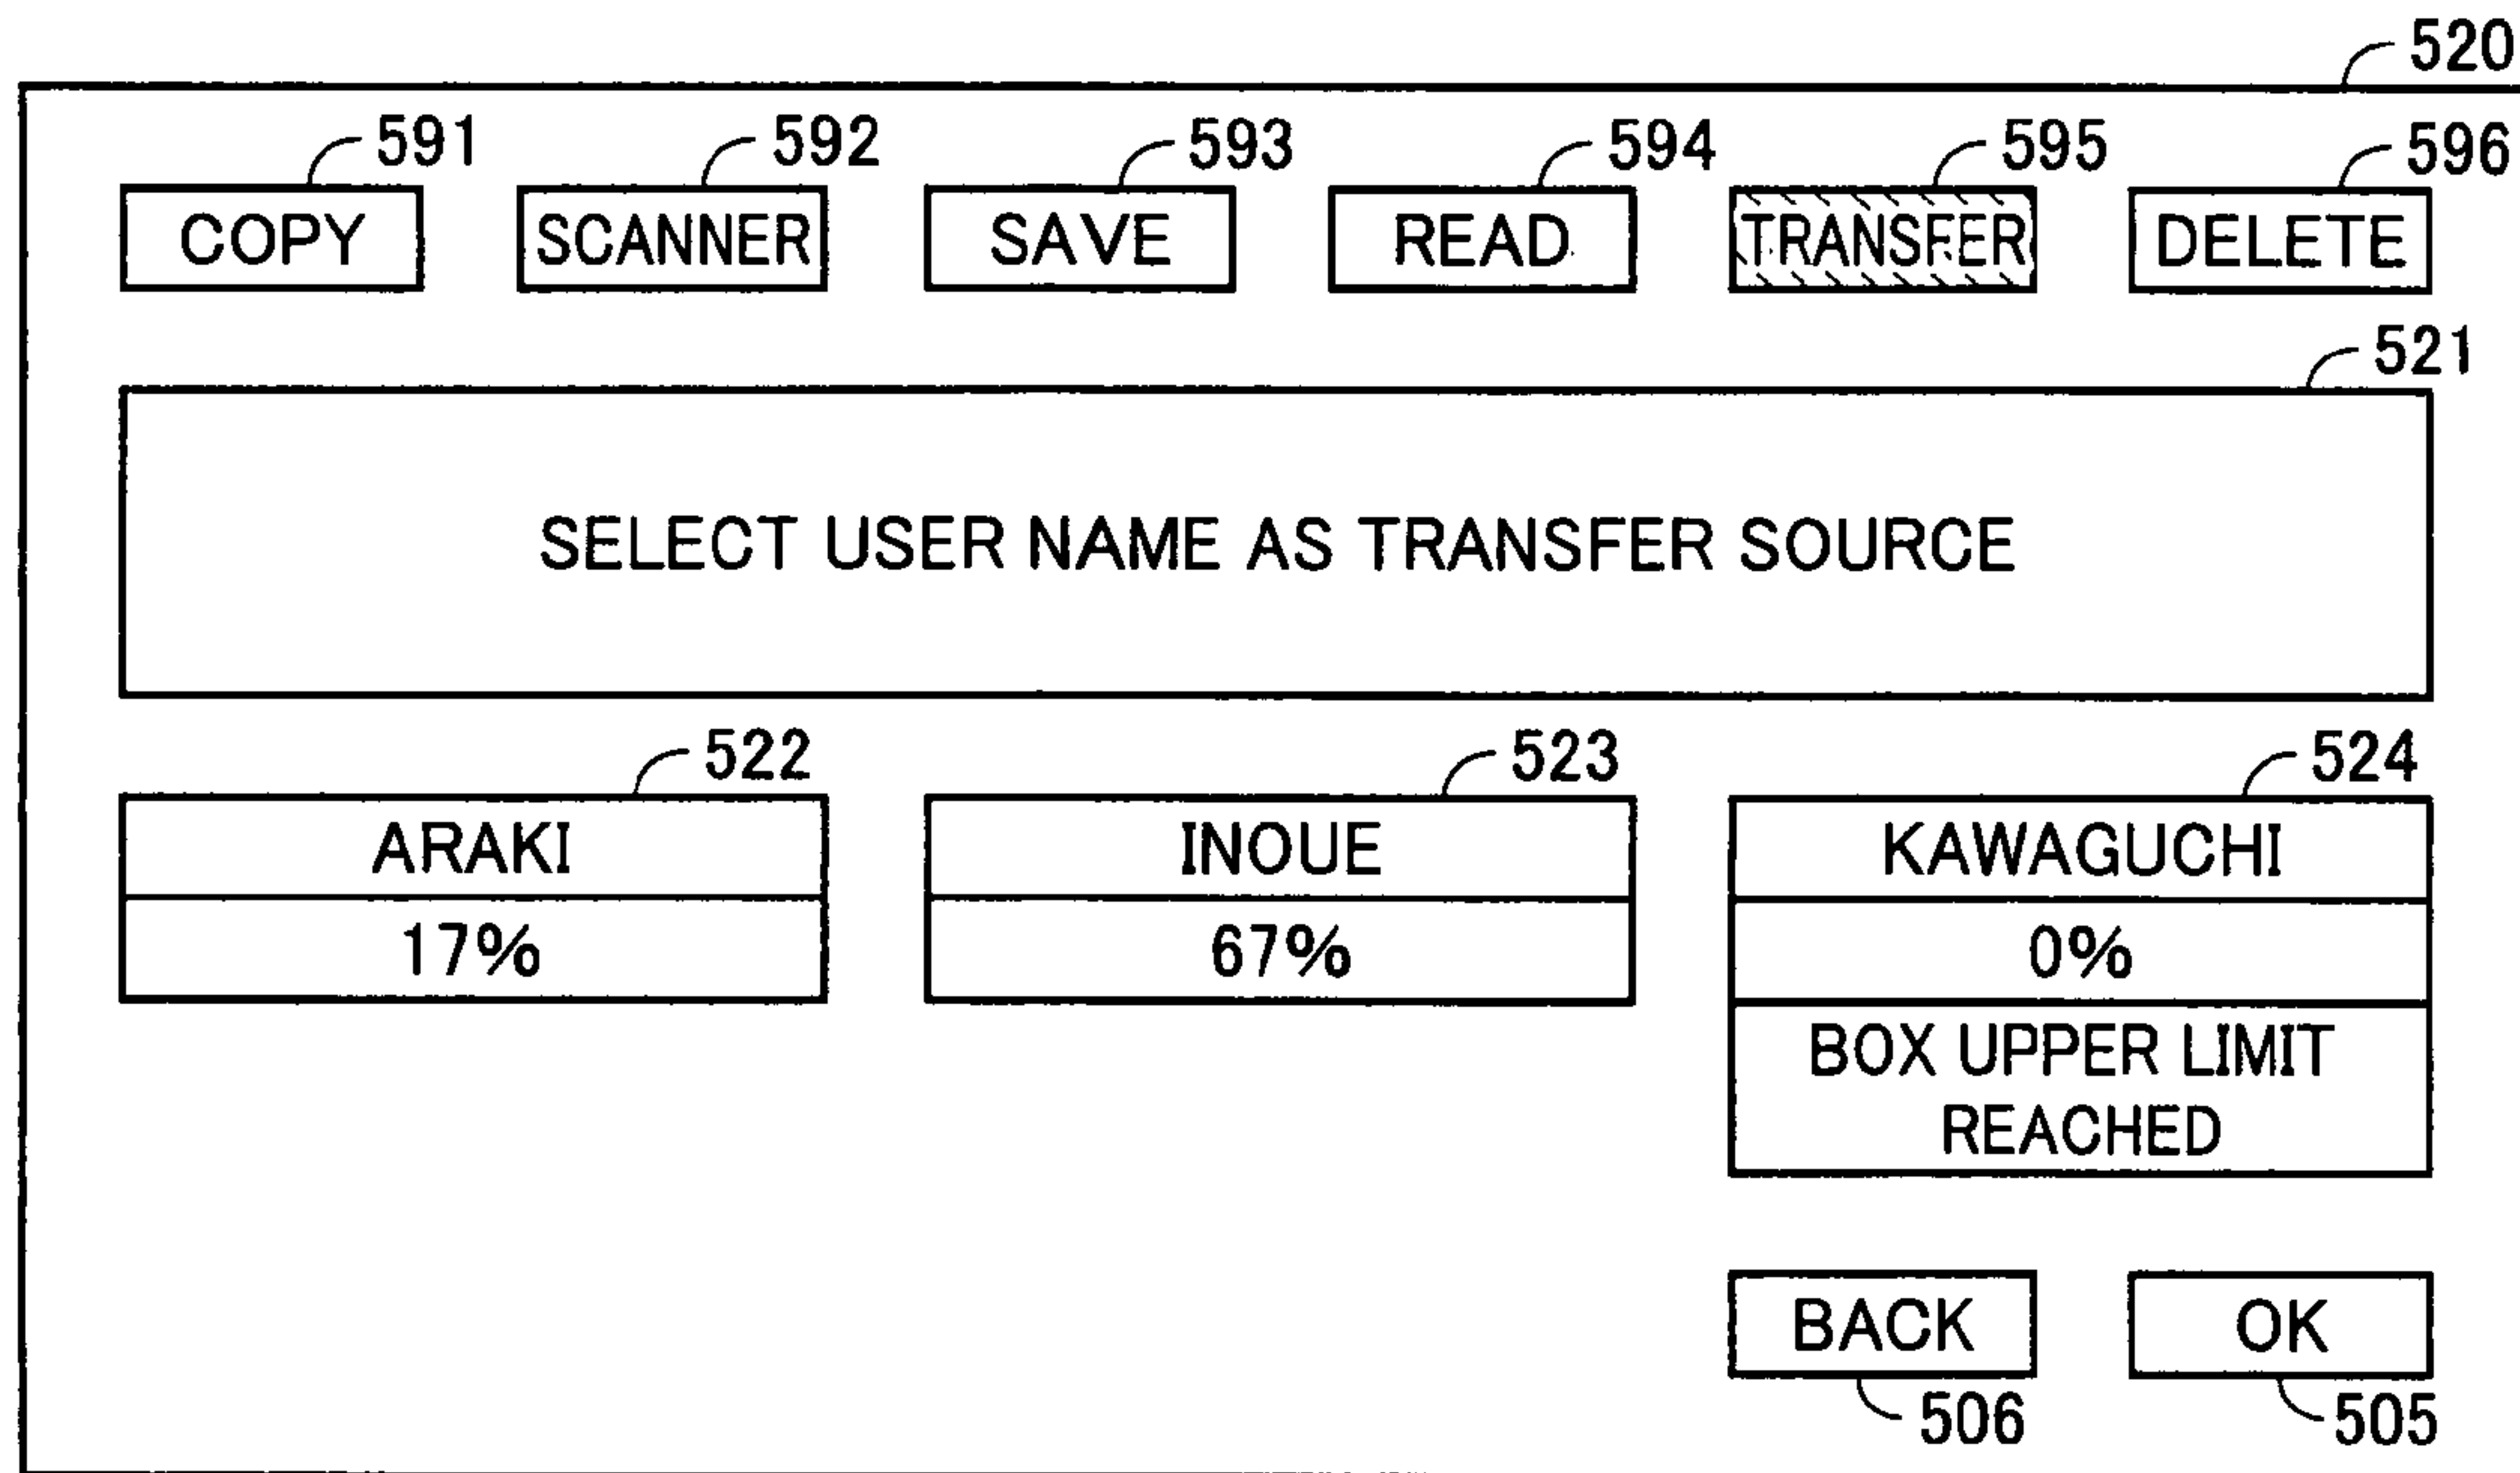 520
591 592 593 594 595 596
COPY SCANNER SAVE READ TRANSFER DELETE
521
SELECT USER NAME AS TRANSFER SOURCE
522 523 524
ARAKI INOUE KAWAGUCHI
17% 67% 0%
BOX UPPER LIMIT
REACHED
BACK OK
506 505